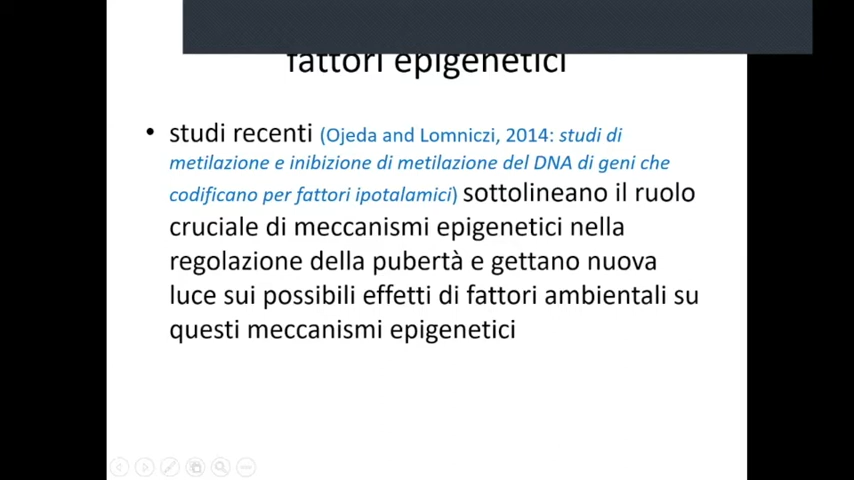 fattori epigenetici
• studi recenti (Ojeda and Lomniczi, 2014: studi di
metilazione e inibizione di metilazione del DNA di geni che
codificano per fattori ipotalamici) sottolineano il ruolo
cruciale di meccanismi epigenetici nella
regolazione della pubertà e gettano nuova
luce sui possibili effetti di fattori ambientali su
questi meccanismi epigenetici